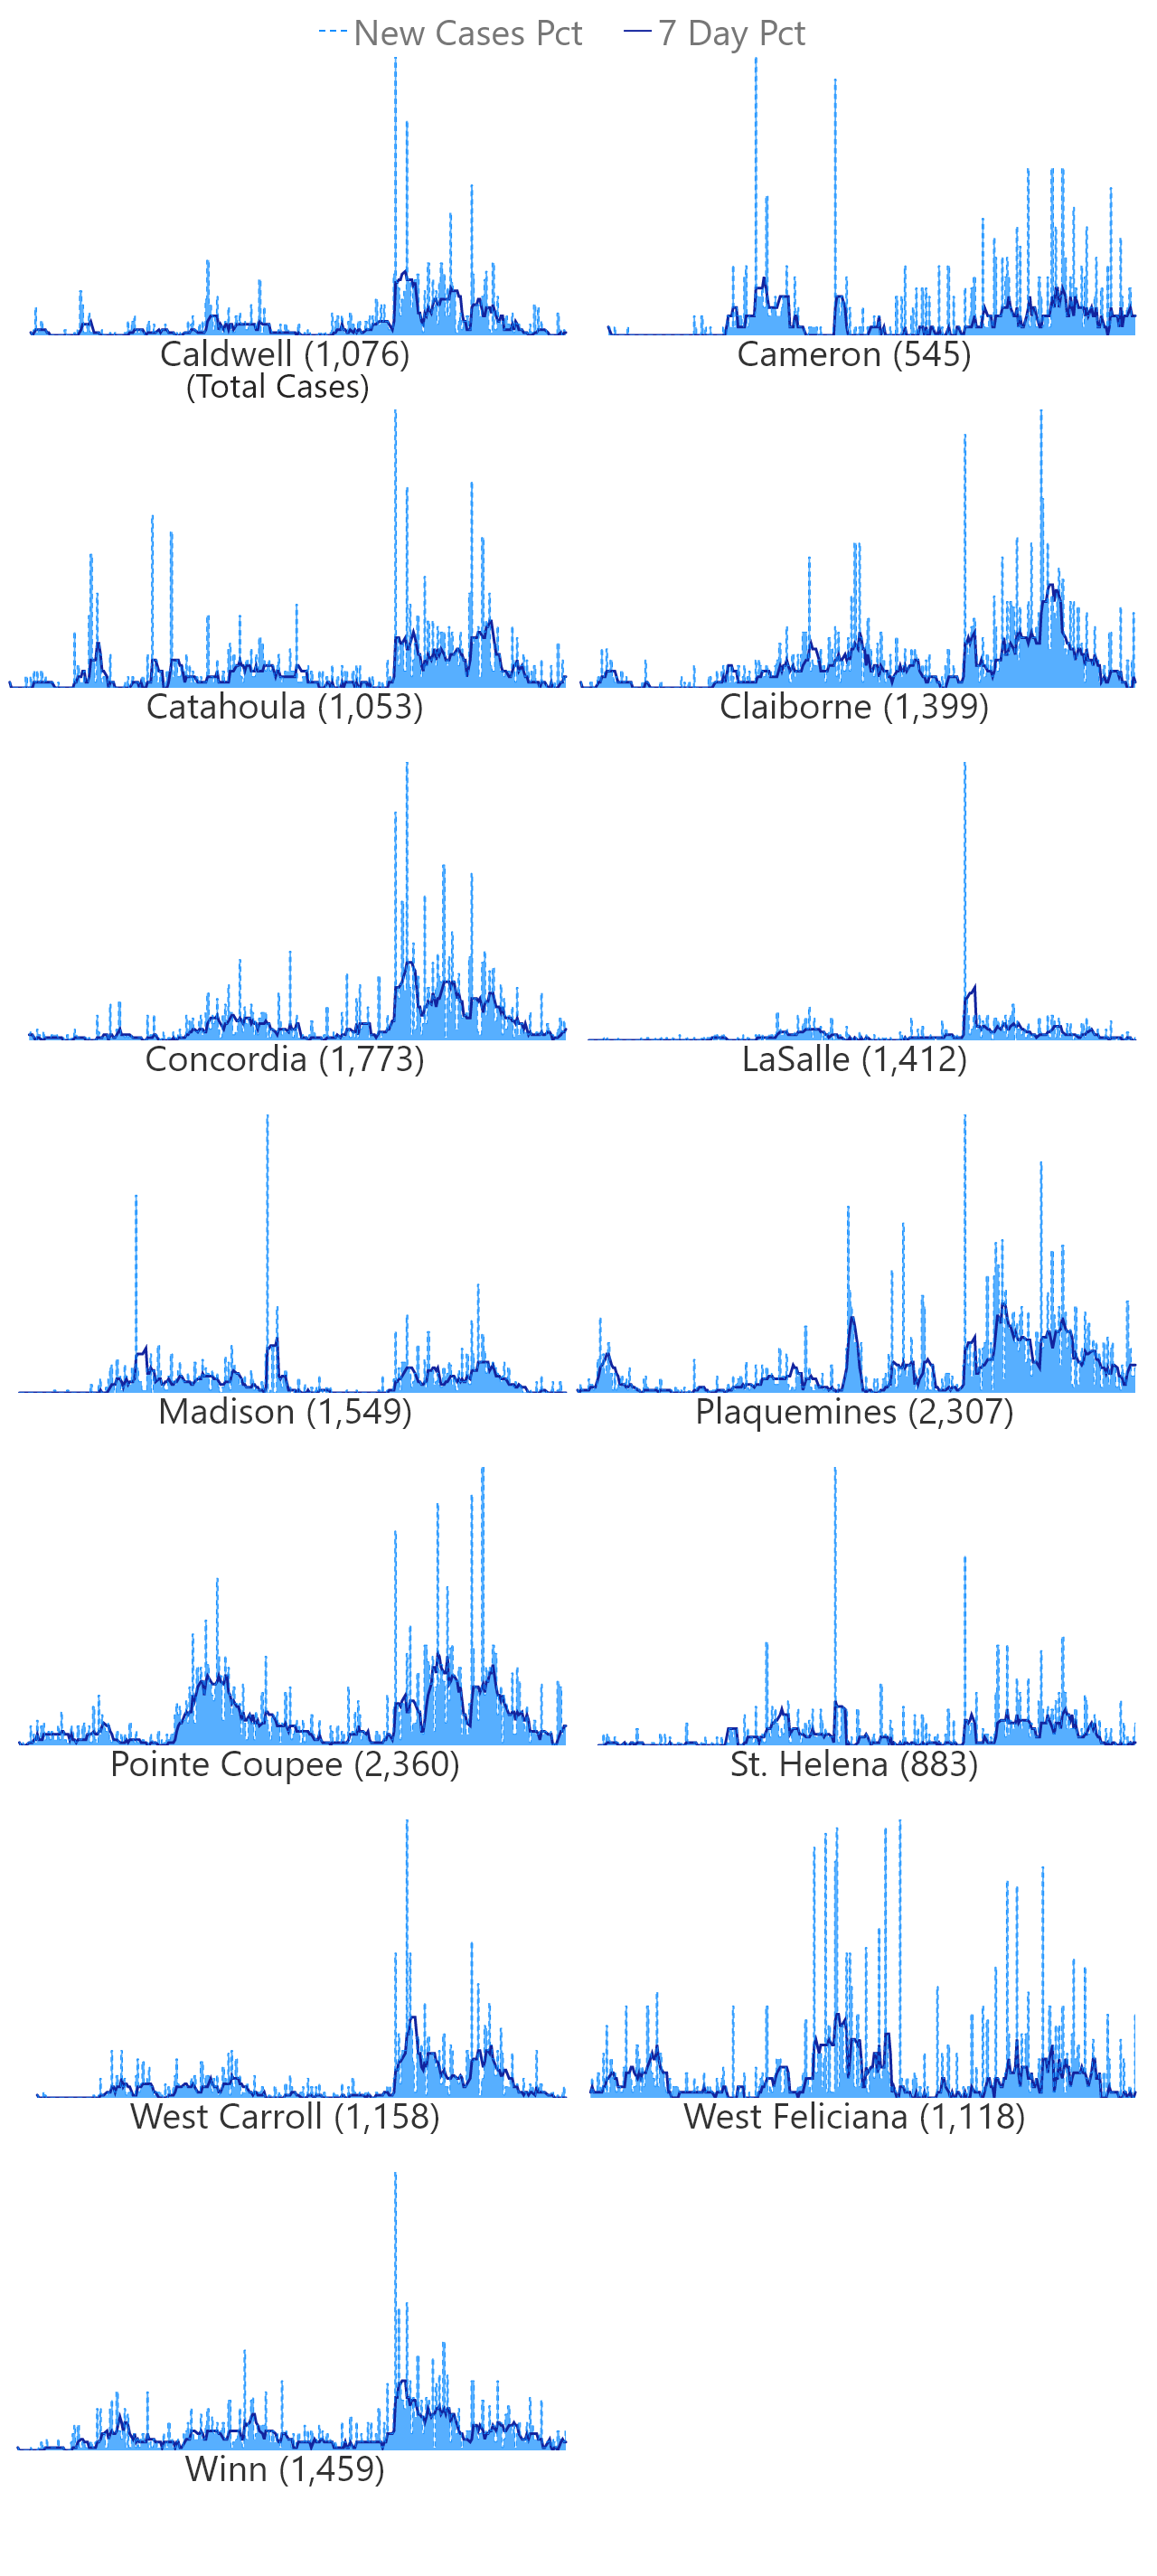 New Cases Pct 7 Day Pct
Caldwell (1,076) Cameron (545)
(Total Cases)
Catahoula (1,053) Claiborne (1,399)
Concordia (1,773) LaSalle (1,412)
Madison (1,549) Plaquemines (2,307)
Pointe Coupee (2,360) St. Helena (883)
West Carroll (1,158) West Feliciana (1,118)
Winn (1,459)